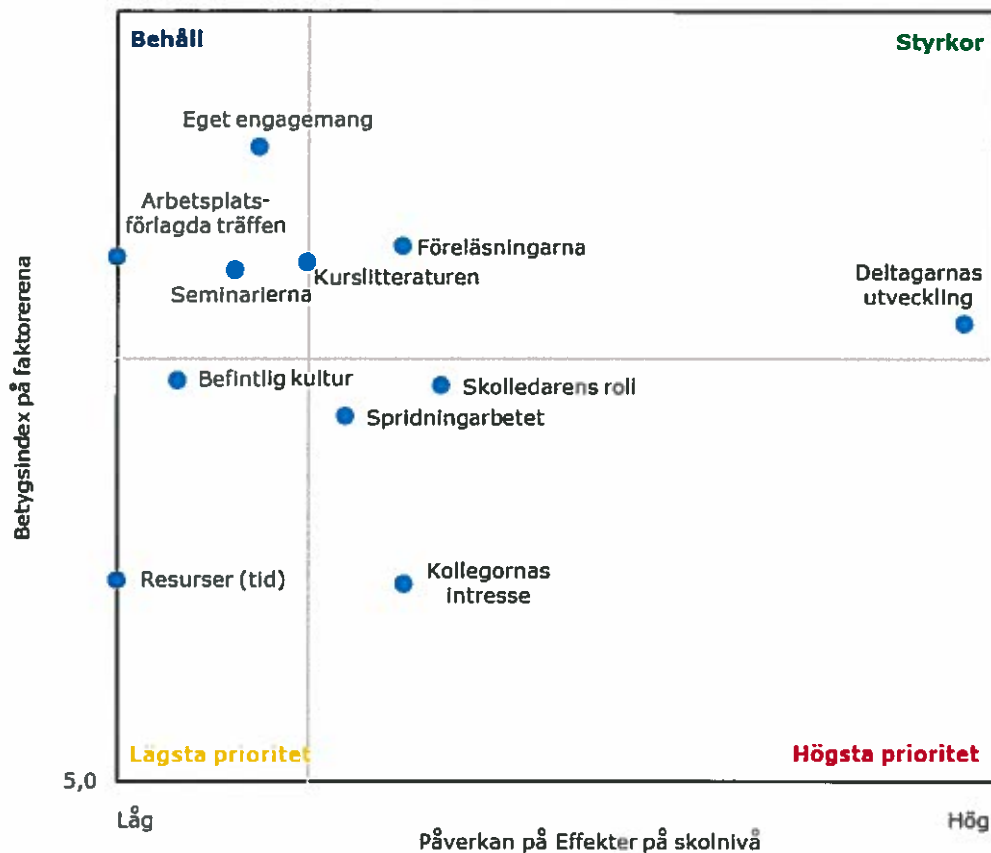 Behåll
Styrkor
Eget engagemang
Arbetsplats-
förlagda träffen
Föreläsningarna
Kurslitteraturen
Seminarierna
Deltagarnas
utveckling
Befintlig kultur
Skolledarens roll
Spridningarbetet
Resurser (tid)
Kollegornas
intresse
Lägsta prioritet
Högsta prioritet
5,0
Låg
Hög
Påverkan på Effekter på skolnivå
Betygsindex på faktorerena